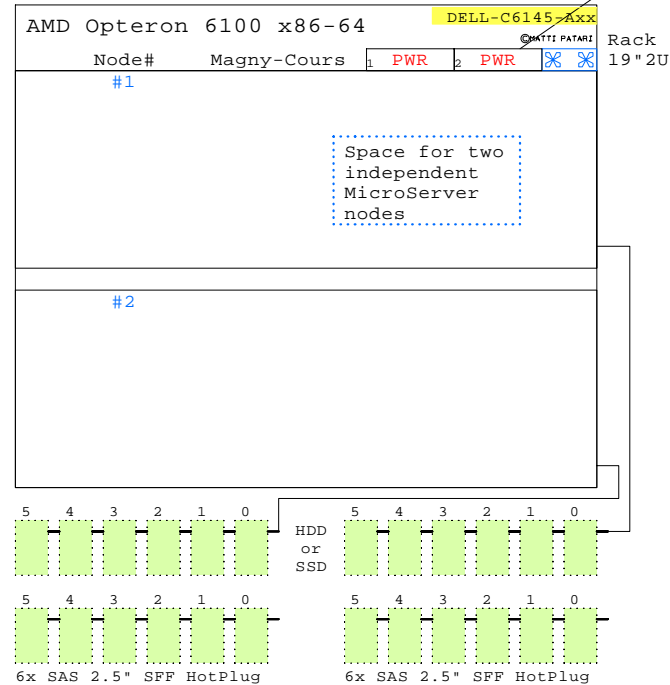 DELL-C6145-Axx
AMD Opteron 6100 x86-64
©MATTI PATARI
Rack
Node# Magny-Cours 1 PWR 2 PWR 19"2U
#1
Space for two
independent
MicroServer
nodes
#2
5 4 3 2 1 0 5 4 3 2 1 0
HDD
or
SSD
5 4 3 2 1 0 5 4 3 2 1 0
6x SAS 2.5" SFF HotPlug 6x SAS 2.5" SFF HotPlug